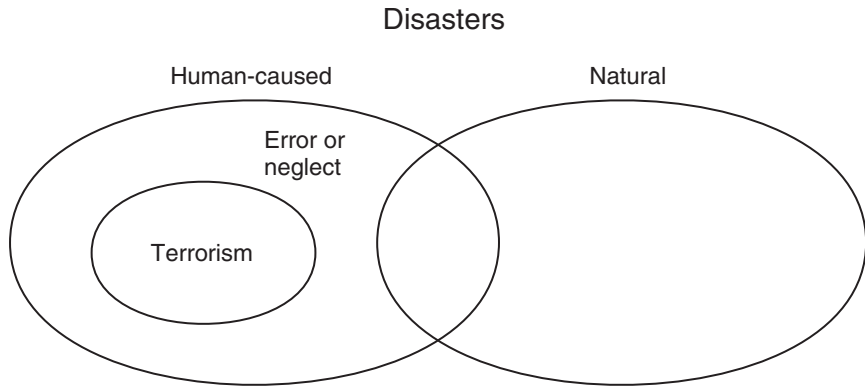 Disasters
Human-caused
Natural
Error or
neglect
Terrorism